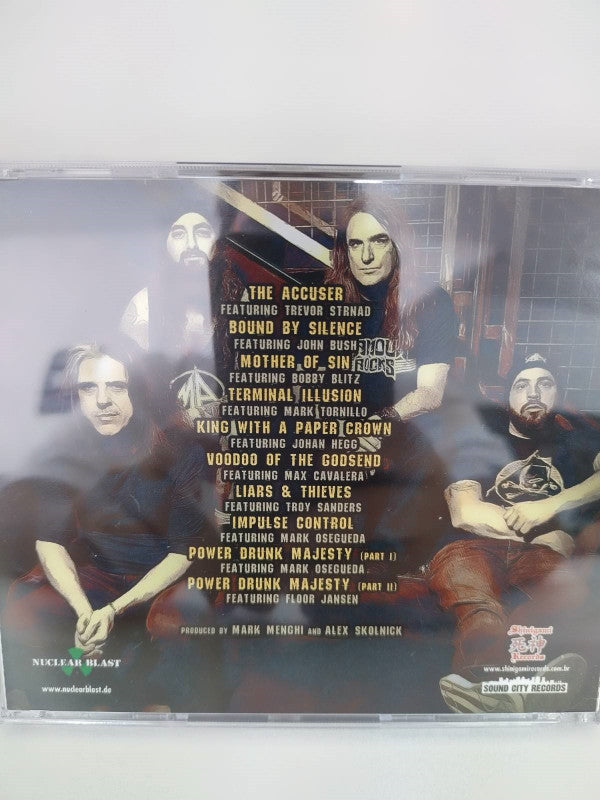 THE ACCUSER
FEATURING TREVOR STRNAD
BOUND BY SILENCE
FEATURING JOHN BUSH
MOTHER OF SIN
FEATURING BOBBY BLITZ
TERMINAL ILLUSION
FEATURING MARK TORNILLO
KING WITH A PAPER CROWN
FEATURING JOHAN HEGG
VOODOO OF THE GODSEND
FEATURING MAX CAVALERA
LIARS & THIEVES
FEATURING TROY SANDERS
IMPULSE CONTROL
FEATURING MARK OSEGUEDA
POWER DRUNK MAJESTY (PART I)
FEATURING MARK OSEGUEDA
POWER DRUNK MAJESTY (PART II)
FEATURING FLOOR JANSEN
PRODUCED BY MARK MENGHI AND ALEX SKOLNICK
NUCLEAR BLAST
www.nuclearblast.de
Shinigami
死神
Records
www.shinigamirecords.com.br
SOUND CITY RECORDS
ROCKS